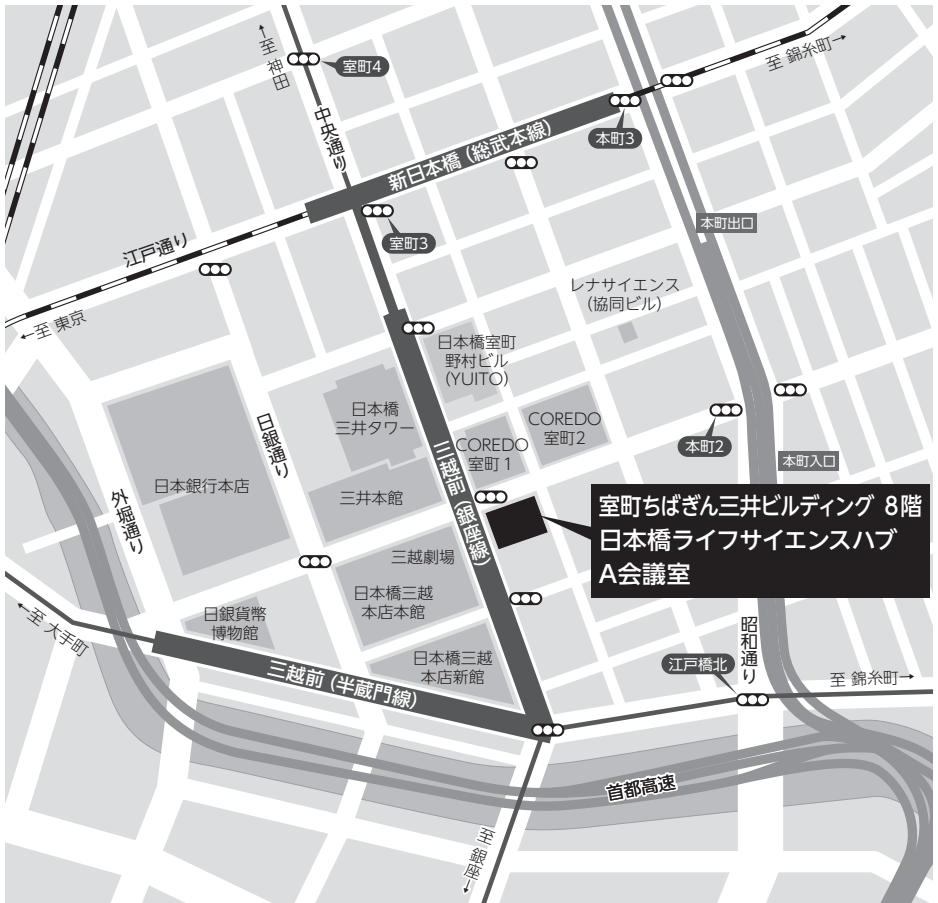 ←至 神田
室町4
至 錦糸町→
中央通り
本町3
新日本橋（総武本線）
室町3
本町出口
江戸通り
←至 東京
レナサイエンス
（協同ビル）
日本橋室町
野村ビル
（YUITO）
日本橋
三井タワー
COREDO
室町2
COREDO
室町1
本町2
日銀通り
三越前（銀座線）
本町入口
日本銀行本店
外堀通り
三井本館
室町ちばぎん三井ビルディング 8階
日本橋ライフサイエンスハブ
A会議室
三越劇場
日本橋三越
本店本館
日銀貨幣
博物館
←至 大手町
日本橋三越
本店新館
昭和通り
江戸橋北
三越前（半蔵門線）
至 錦糸町→
首都高速
至 銀座→